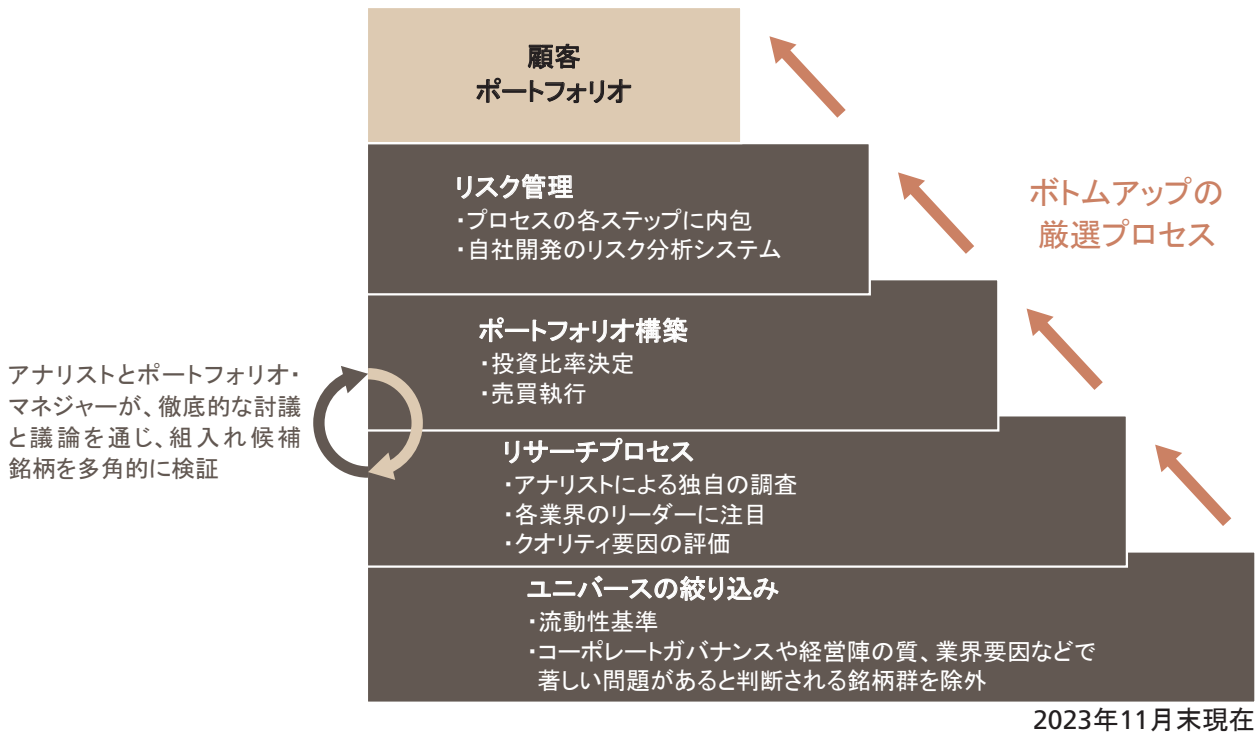 顧客
ポートフォリオ
リスク管理
・プロセスの各ステップに内包
・自社開発のリスク分析システム
ボトムアップの
厳選プロセス
ポートフォリオ構築
・投資比率決定
・売買執行
アナリストとポートフォリオ・
マネジャーが、徹底的な討議
と議論を通じ、組入れ候補
銘柄を多角的に検証
リサーチプロセス
・アナリストによる独自の調査
・各業界のリーダーに注目
・クオリティ要因の評価
ユニバースの絞り込み
・流動性基準
・コーポレートガバナンスや経営陣の質、業界要因などで
著しい問題があると判断される銘柄群を除外
2023年11月末現在